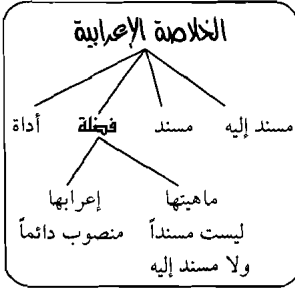 الخلاصة الإعرابية
مسند إليه مسند فضلة أداة
ماهيتها إعرابها
ليست مسنداً منصوب دائماً
ولا مسند إليه